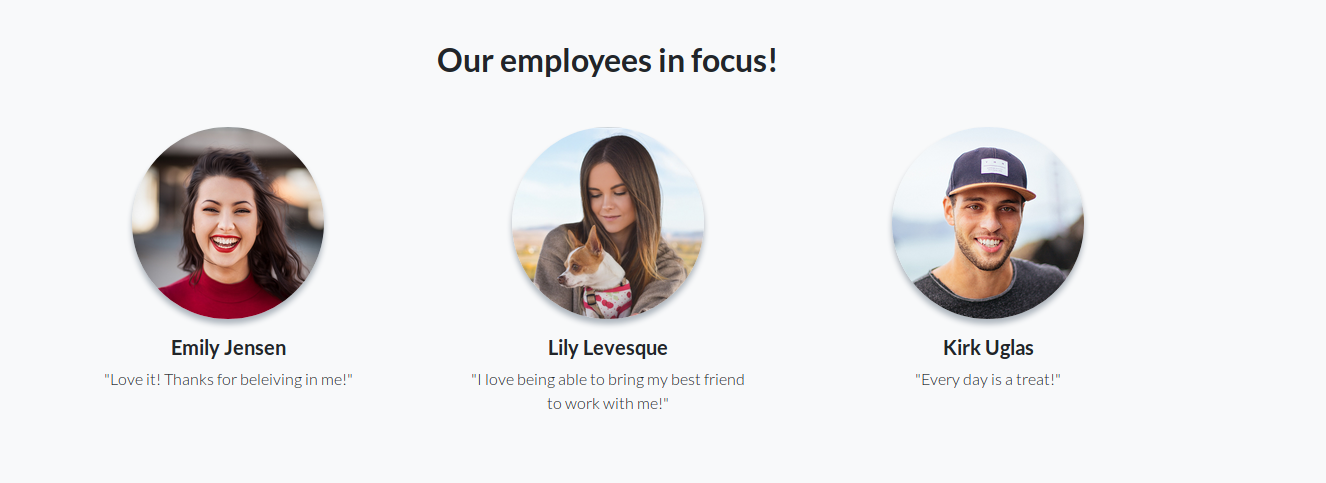 Our employees in focus!
Emily Jensen
Lily Levesque
Kirk Uglas
"Love it! Thanks for beleiving in me!"
"I love being able to bring my best friend
to work with me!"
"Every day is a treat!"